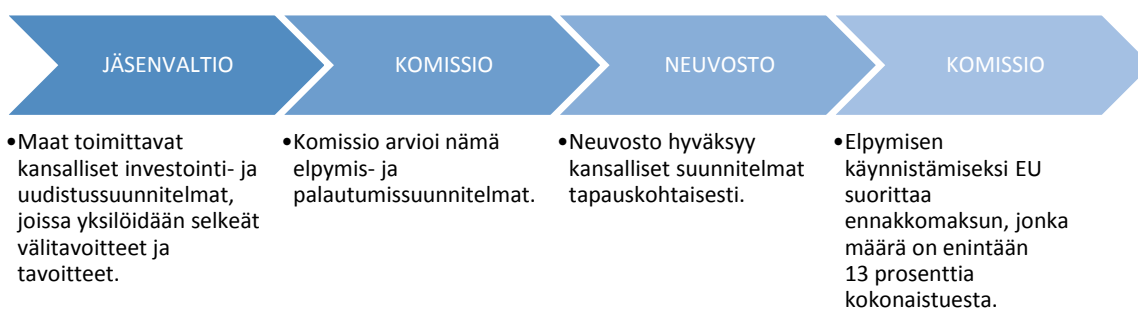 JÄSENVALTIO
KOMISSIO
NEUVOSTO
KOMISSIO
•Maat toimittavat
kansalliset investointi- ja
uudistussuunnitelmat,
joissa yksilöidään selkeät
välitavoitteet ja
tavoitteet.
•Komissio arvioi nämä
elpymis- ja
palautumissuunnitelmat.
•Neuvosto hyväksyy
kansalliset suunnitelmat
tapauskohtaisesti.
•Elpymisen
käynnistämiseksi EU
suorittaa
ennakkomaksun, jonka
määrä on enintään
13 prosenttia
kokonaistuesta.